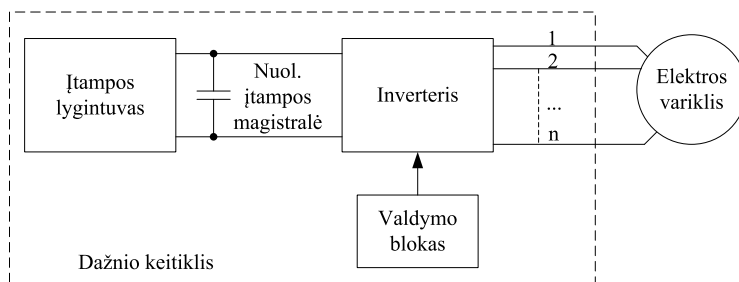 Įtampos
lygintuvas
Nuol.
įtampos
magistralė
Inverteris
1
2
...
n
Elektros
variklis
Valdymo
blokas
Dažnio keitiklis